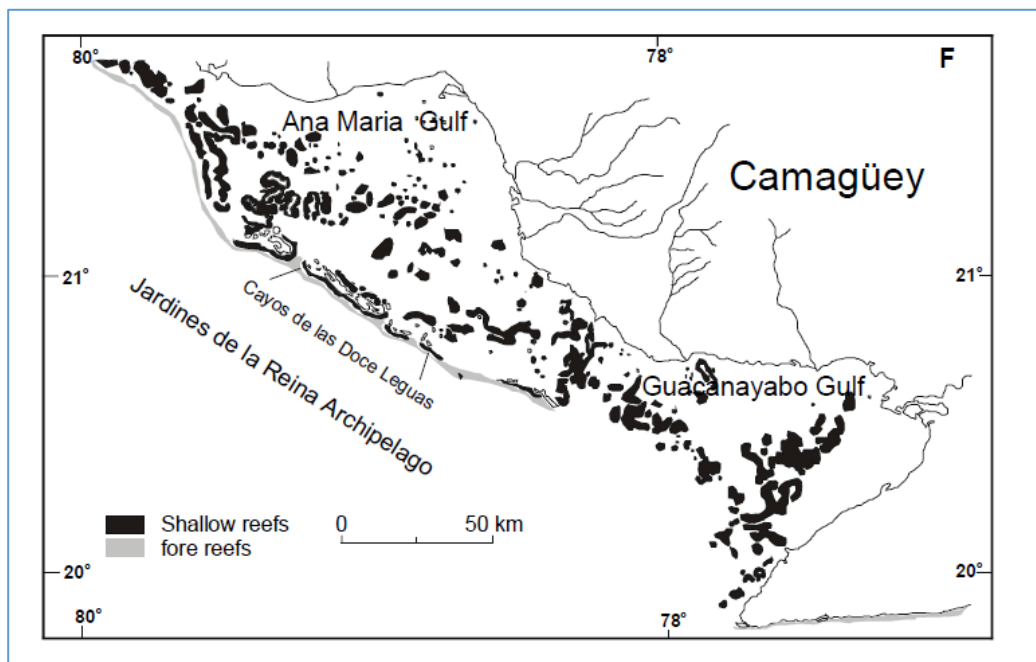 80°
78°
F
Ana Maria Gulf
Camagüey
21°
21°
Cayos de las Doce Leguas
Jardines de la Reina Archipelago
Guacanayabo Gulf
Shallow reefs
0
50 km
fore reefs
20°
20°
80°
78°